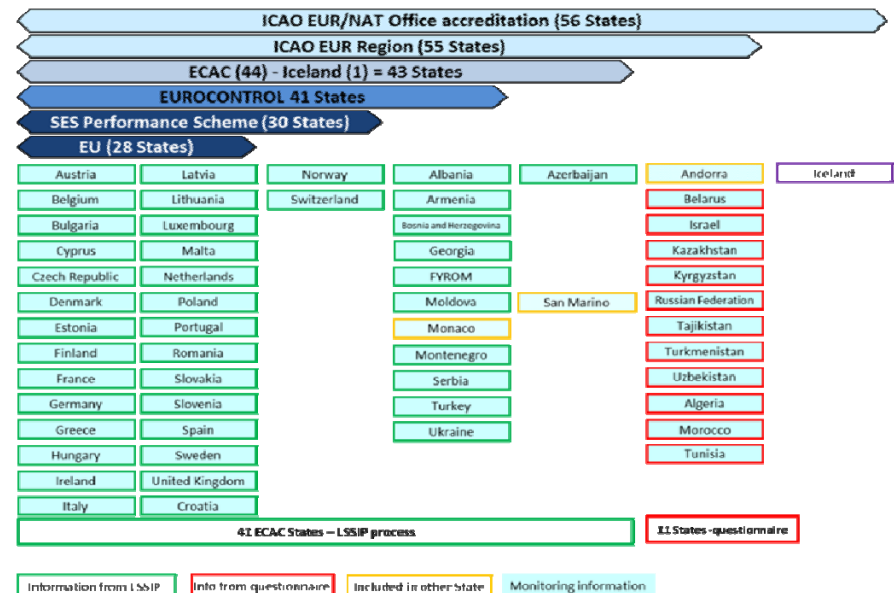 ICAO EUR/NAT Office accreditation (56 States)
ICAO EUR Region (55 States)
ECAC (44) - Iceland (1) = 43 States
EUROCONTROL 41 States
SES Performance Scheme (30 States)
EU (28 States)
Austria Latvia Norway Albania Azerbaijan Andorra Iceland
Belgium Lithuania Switzerland Armenia Belarus
Bulgaria Luxembourg Bosnia and Herzegovina Israel
Cyprus Malta Georgia Kazakhstan
Czech Republic Netherlands FYROM Kyrgyzstan
Denmark Poland Moldova San Marino Russian Federation
Estonia Portugal Monaco Tajikistan
Finland Romania Montenegro Turkmenistan
France Slovakia Serbia Uzbekistan
Germany Slovenia Turkey Algeria
Greece Spain Ukraine Morocco
Hungary Sweden Tunisia
Ireland United Kingdom
Italy Croatia
41 ECAC States – LSSIP process 11 States - questionnaire
Information from LSSIP Info from questionnaire Included in other State Monitoring information